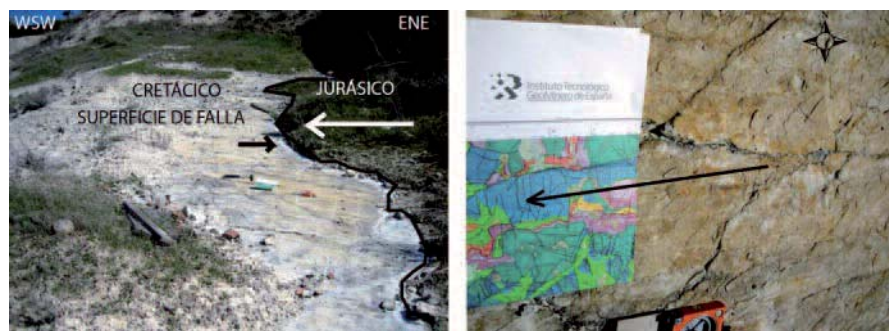 WSW
ENE
CRETÁCICO
JURÁSICO
SUPERFICIE DE FALLA
Instituto Tecnológico
GeoMinero de España